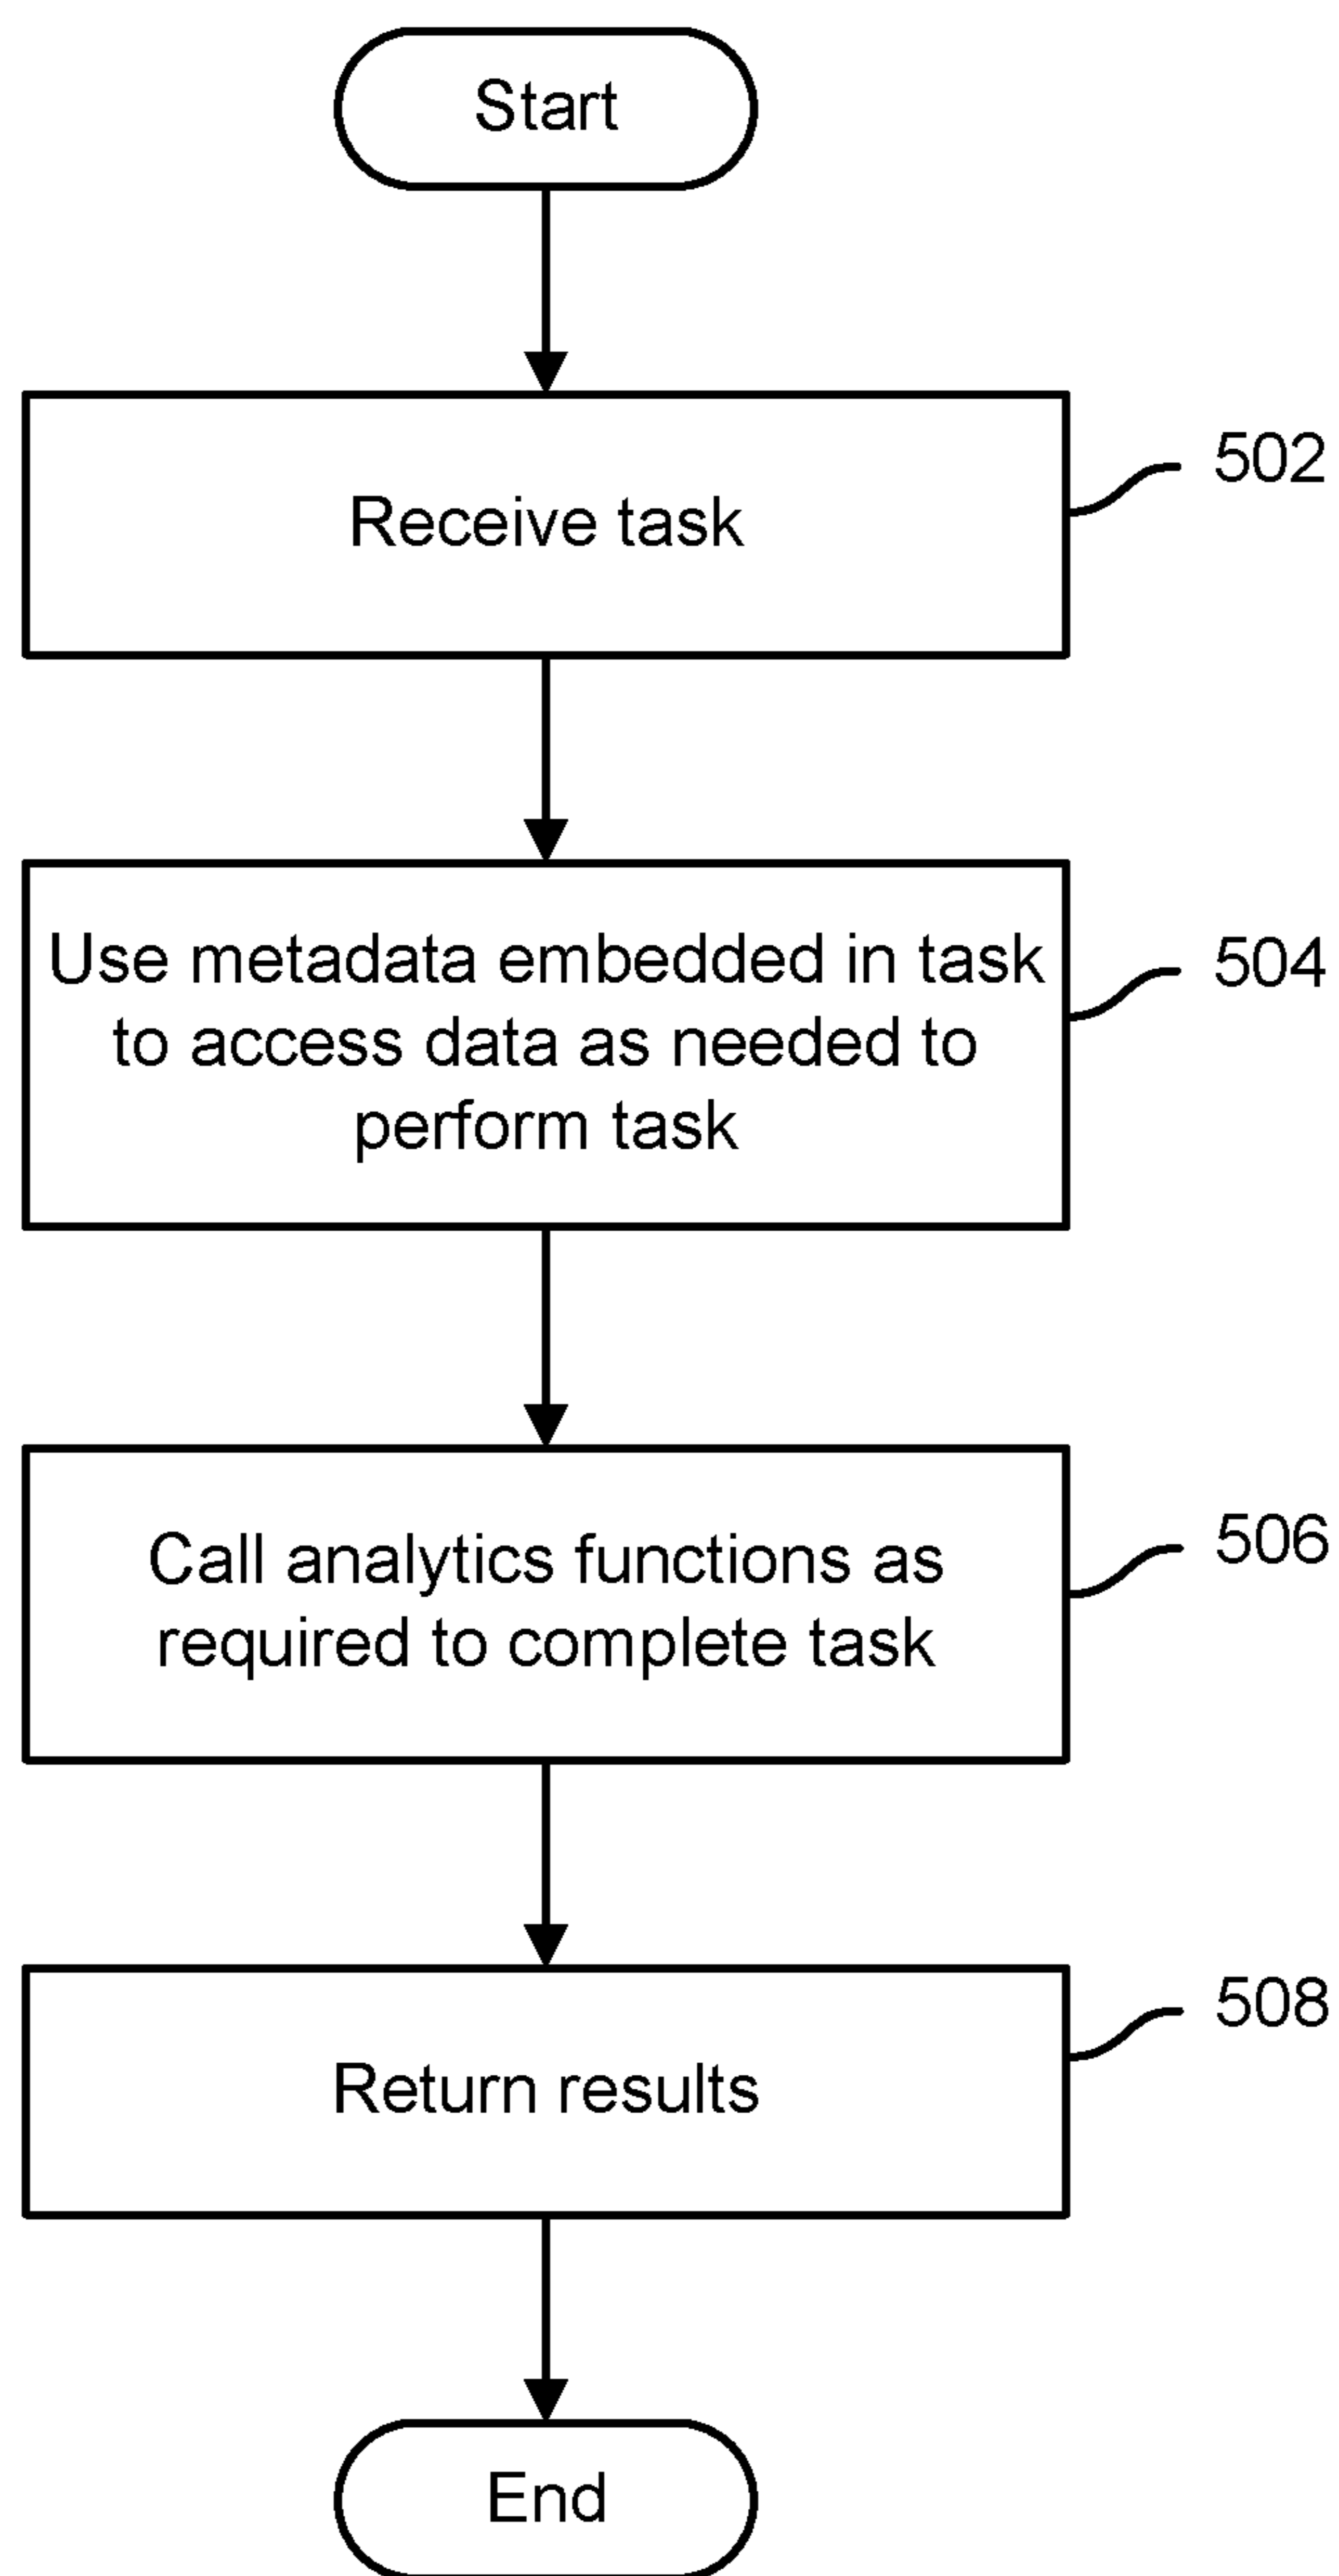 Start
Receive task
502
Use metadata embedded in task
to access data as needed to
perform task
504
Call analytics functions as
required to complete task
506
Return results
508
End